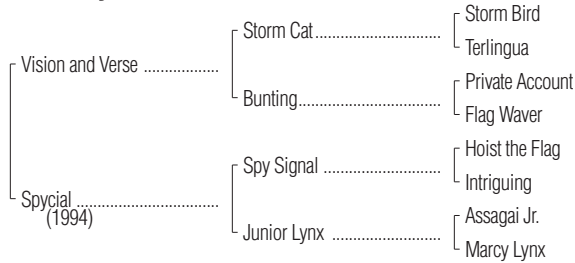 Storm Bird
Storm Cat......................................
Terlingua
Vision and Verse ......................
Private Account
Bunting...........................................
Flag Waver
Hoist the Flag
Spy Signal ...................................
Intriguing
Spycial ..........................................
(1994)
Assagai Jr.
Junior Lynx .................................
Marcy Lynx